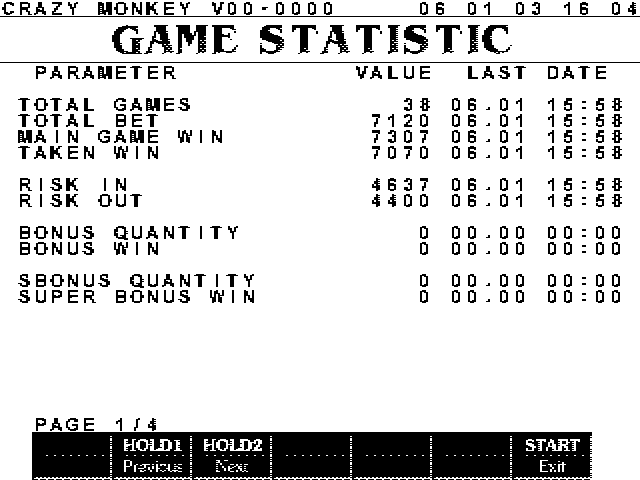 CRAZY MONKEY V00-0000 06 01 03 16 04
GAME STATISTIC
PARAMETER VALUE LAST DATE
TOTAL GAMES 38 06.01 15:58
TOTAL BET 7120 06.01 15:58
MAIN GAME WIN 7307 06.01 15:58
TAKEN WIN 7070 06.01 15:58
RISK IN 4637 06.01 15:58
RISK OUT 4400 06.01 15:58
BONUS QUANTITY 0 00.00 00:00
BONUS WIN 0 00.00 00:00
SBONUS QUANTITY 0 00.00 00:00
SUPER BONUS WIN 0 00.00 00:00
PAGE 1/4
HOLD1 HOLD2 START
Previous Next Exit